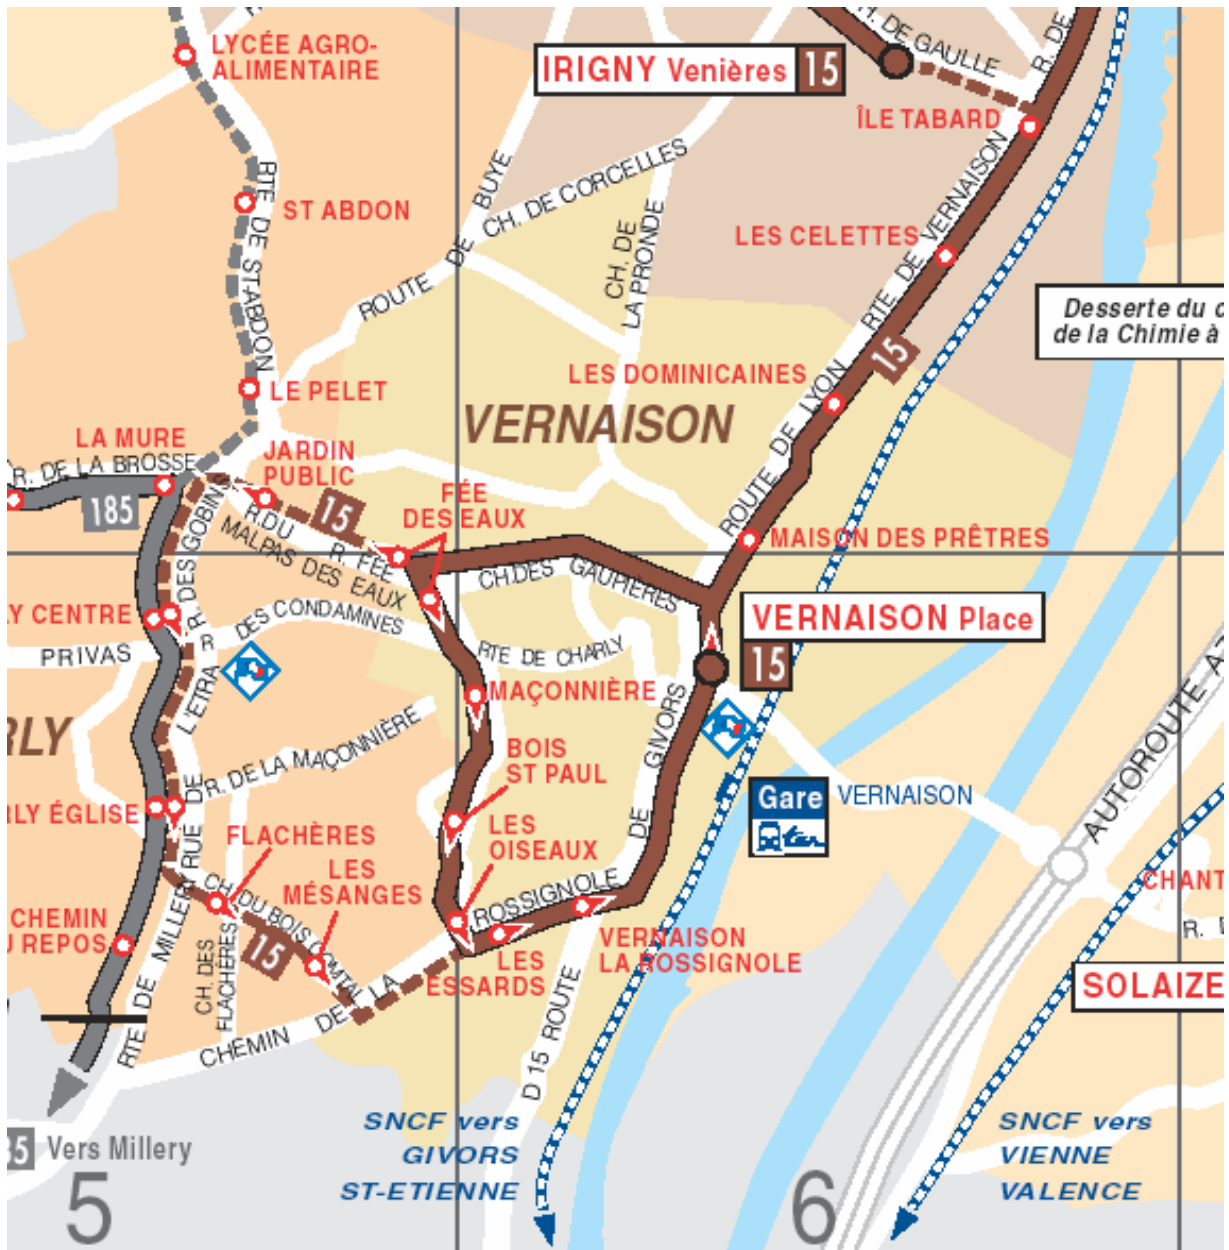 LYCÉE AGRO-
ALIMENTAIRE
IRIGNY Venières 15
H. DE GAULLE
R. DE
ÎLE TABARD
RTE DE ST-ABDON
ST ABDON
BUYE
DE
ROUTE
CH. DE CORCELLES
CH. DE
LA PRONDE
LES CELETTES
RTE DE VERNAISON
Desserte du
de la Chimie à
15
LE PELET
LES DOMINICAINES
VERNAISON
ROUTE DE LYON
LA MURE
R. DE LA BROSSE
185
JARDIN
PUBLIC
15
FÉE
DES EAUX
R. DU
MALPAS
R. FÉE
DES EAUX
R. DES GOBINS
MAISON DES PRÊTRES
CH.DES GAUPIERES
LY CENTRE
PRIVAS
R DES CONDAMINES
RTE DE CHARLY
VERNAISON Place
15
L'ETRA
MAÇONNIÈRE
RLY
R. DE LA MAÇONNIÈRE
BOIS
ST PAUL
GIVORS
DE
Gare VERNAISON
ter
AUTOROUTE A7
RLY ÉGLISE
RUE DE
FLACHÈRES
LES
MÉSANGES
LES
OISEAUX
CHANT
CHEMIN
U REPOS
CH. DU BOIS COMTAL
15
CH. DES
FLACHÈRES
ROSSIGNOLE
LES
ESSARDS
VERNAISON
LA ROSSIGNOLE
R. D
SOLAIZE
RTE DE MILLERY
CHEMIN DE LA
D 15 ROUTE
SNCF vers
GIVORS
ST-ETIENNE
SNCF vers
VIENNE
VALENCE
85 Vers Millery
5
6